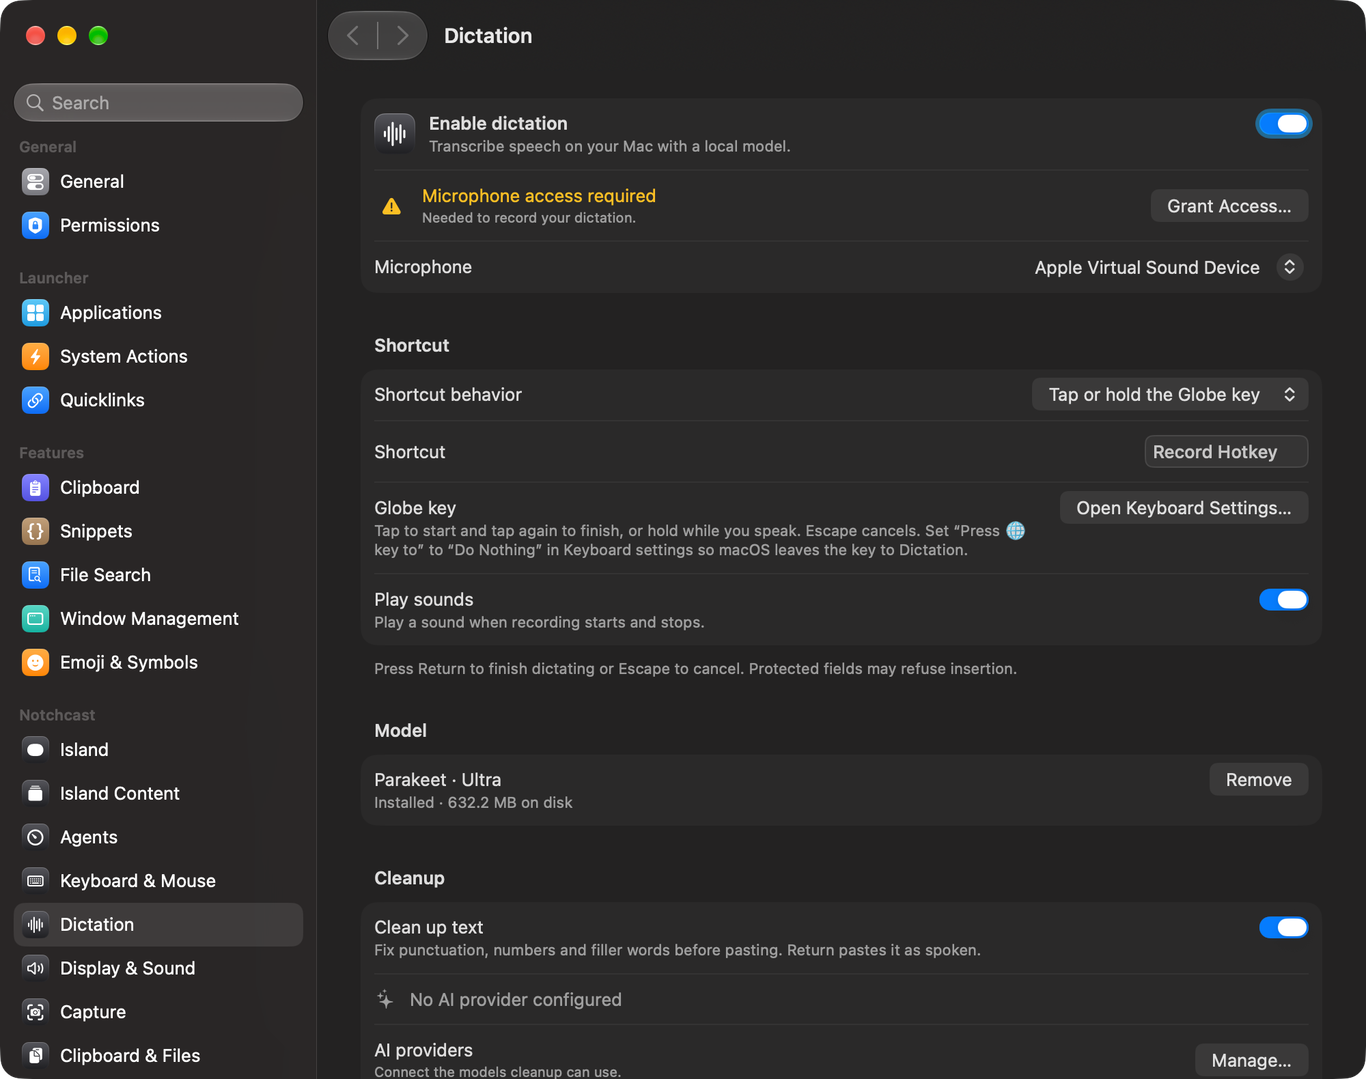 Dictation
Search
General
General
Permissions
Launcher
Applications
System Actions
Quicklinks
Features
Clipboard
Snippets
File Search
Window Management
Emoji & Symbols
Notchcast
Island
Island Content
Agents
Keyboard & Mouse
Dictation
Display & Sound
Capture
Clipboard & Files
Enable dictation
Transcribe speech on your Mac with a local model.
Microphone access required
Needed to record your dictation.
Grant Access...
Microphone
Apple Virtual Sound Device
Shortcut
Shortcut behavior
Tap or hold the Globe key
Shortcut
Record Hotkey
Globe key
Open Keyboard Settings...
Tap to start and tap again to finish, or hold while you speak. Escape cancels. Set “Press 🌐
key to” to “Do Nothing” in Keyboard settings so macOS leaves the key to Dictation.
Play sounds
Play a sound when recording starts and stops.
Press Return to finish dictating or Escape to cancel. Protected fields may refuse insertion.
Model
Parakeet · Ultra
Installed · 632.2 MB on disk
Remove
Cleanup
Clean up text
Fix punctuation, numbers and filler words before pasting. Return pastes it as spoken.
No AI provider configured
AI providers
Connect the models cleanup can use.
Manage...